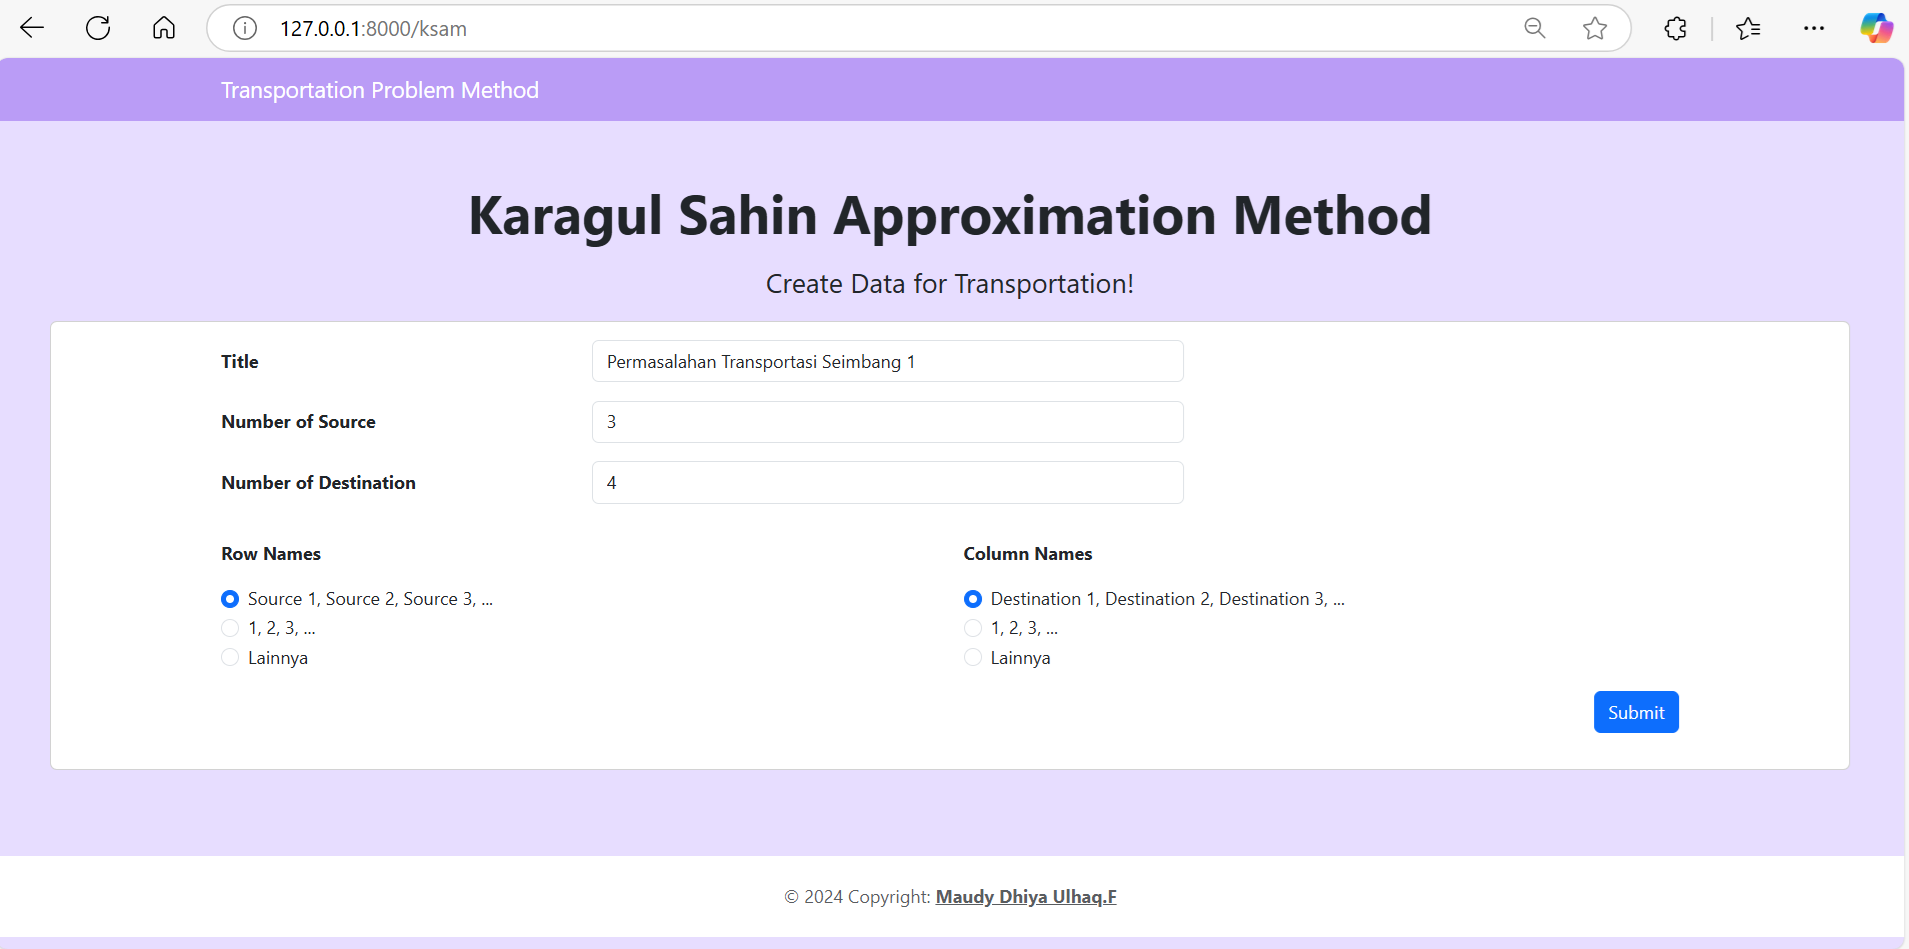 127.0.0.1:8000/ksam
Transportation Problem Method
Karagul Sahin Approximation Method
Create Data for Transportation!
Title
Permasalahan Transportasi Seimbang 1
Number of Source
3
Number of Destination
4
Row Names
Column Names
Source 1, Source 2, Source 3, ...
Destination 1, Destination 2, Destination 3, ...
1, 2, 3, ...
1, 2, 3, ...
Lainnya
Lainnya
Submit
© 2024 Copyright: Maudy Dhiya Ulhaq.F